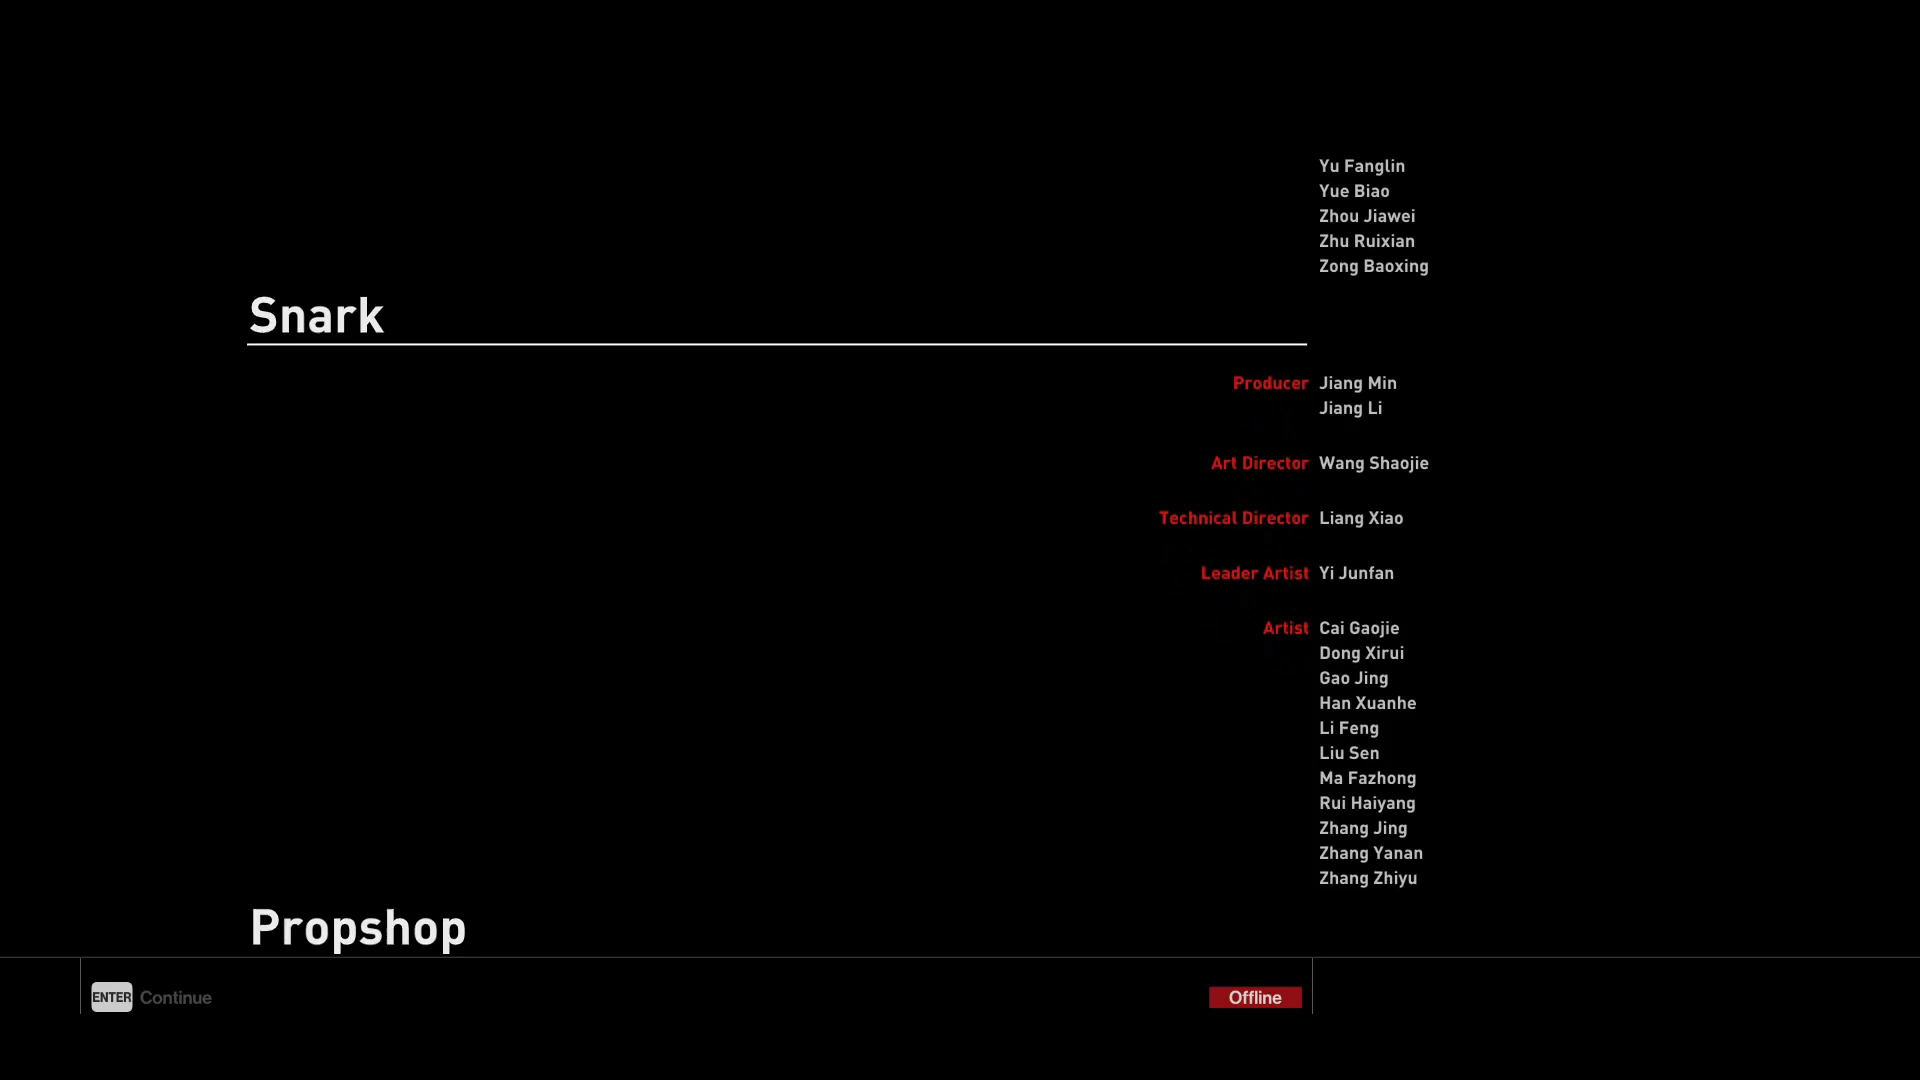 Yu Fanglin
Yue Biao
Zhou Jiawei
Zhu Ruixian
Zong Baoxing
Snark
Producer Jiang Min
Jiang Li
Art Director Wang Shaojie
Technical Director Liang Xiao
Leader Artist Yi Junfan
Artist Cai Gaojie
Dong Xirui
Gao Jing
Han Xuanhe
Li Feng
Liu Sen
Ma Fazhong
Rui Haiyang
Zhang Jing
Zhang Yanan
Zhang Zhiyu
Propshop
ENTER Continue
Offline